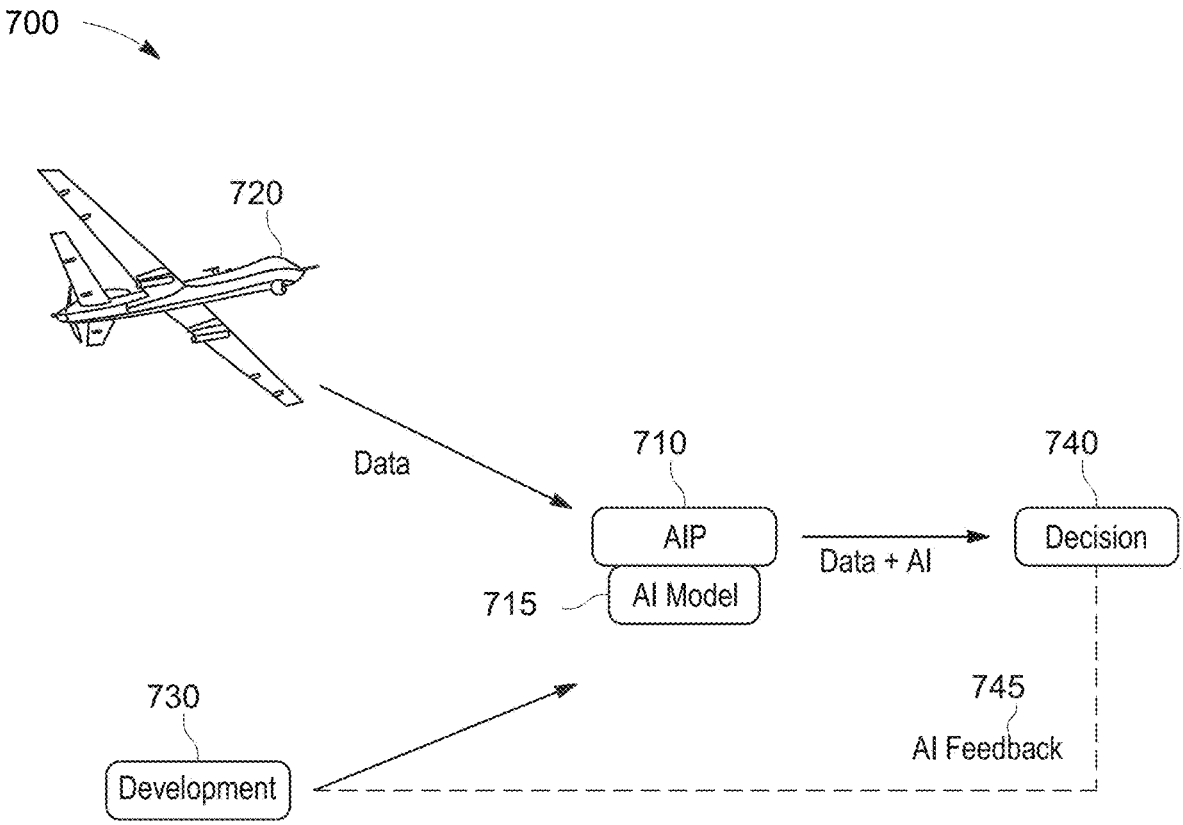 700
720
Data
710
740
AIP
Decision
Data + AI
715
AI Model
730
745
AI Feedback
Development